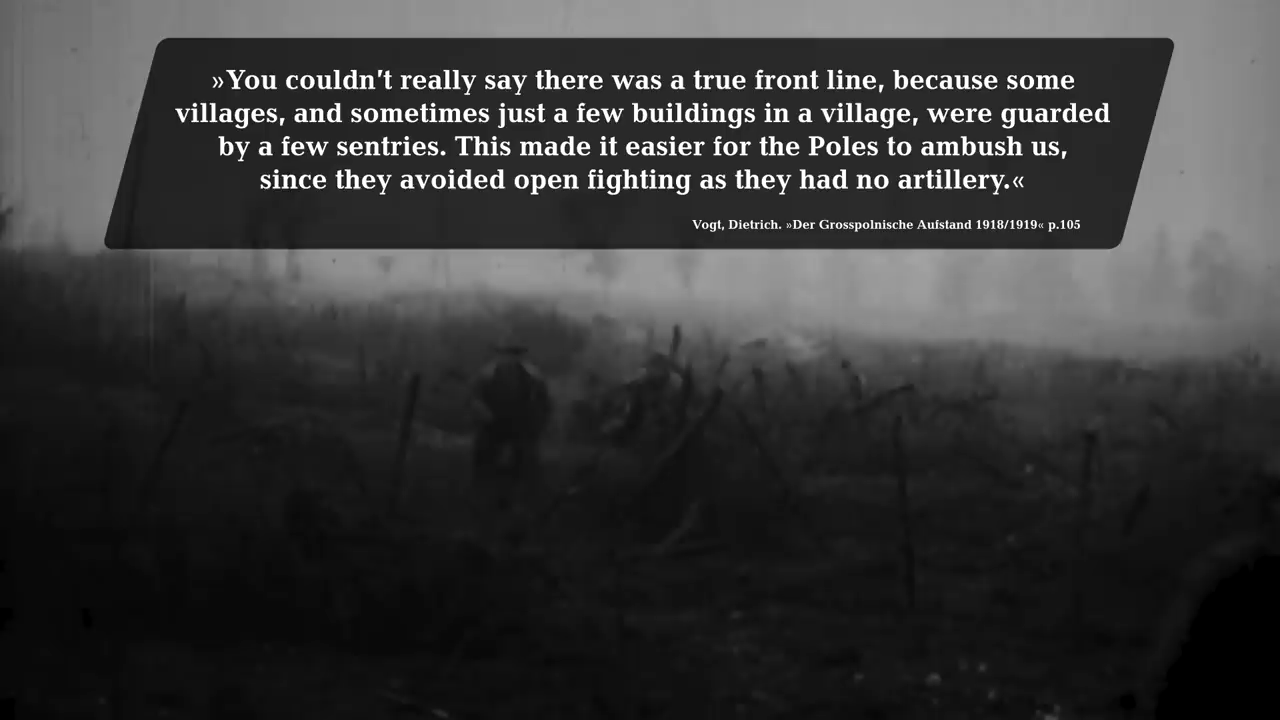 »You couldn't really say there was a true front line, because some
villages, and sometimes just a few buildings in a village, were guarded
by a few sentries. This made it easier for the Poles to ambush us,
since they avoided open fighting as they had no artillery.«
Vogt, Dietrich. »Der Grosspolnische Aufstand 1918/1919« p.105